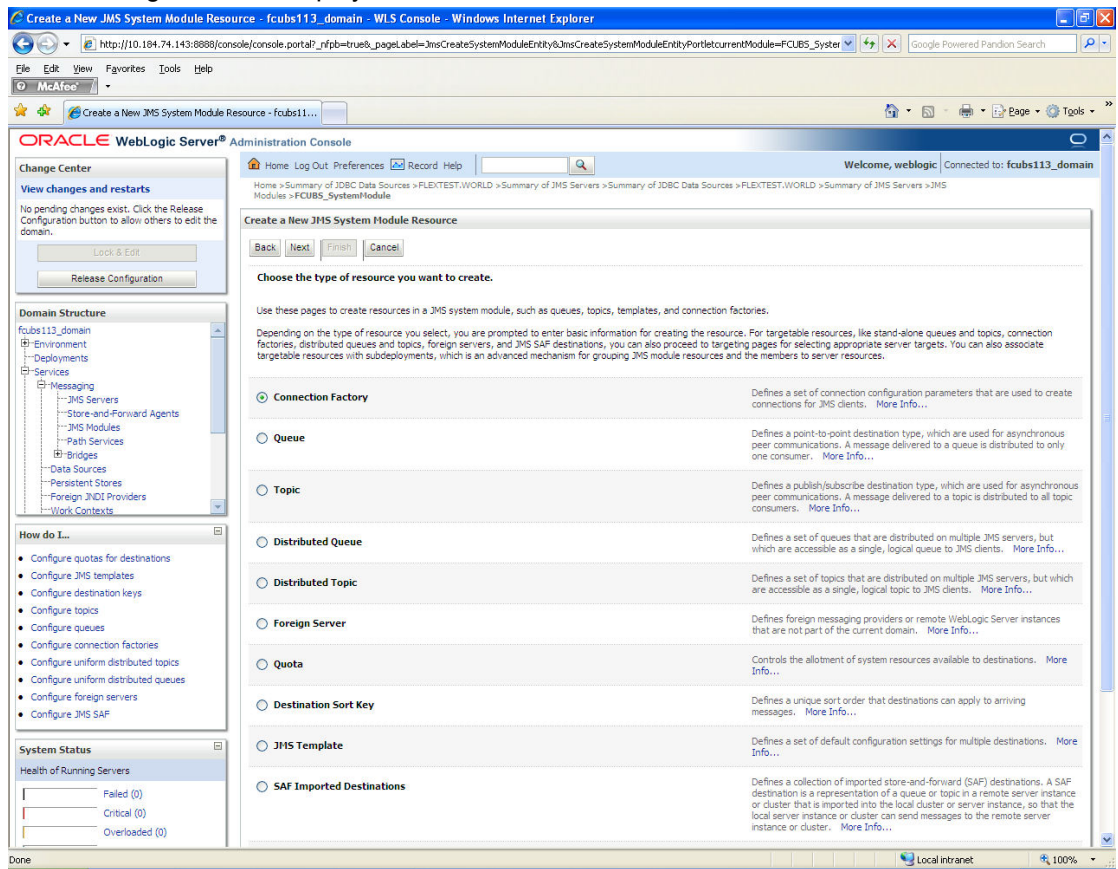 Create a New JMS System Module Resource - fcubs113_domain - WLS Console - Windows Internet Explorer
http://10.184.74.143:8888/console/console.portal?_nfpb=true&_pageLabel=JmsCreateSystemModuleEntity&JmsCreateSystemModuleEntityPortletcurrentModule=FCUBS_System
Google Powered Pandion Search
File Edit View Favorites Tools Help
McAfee
Create a New JMS System Module Resource - fcubs11...
Page Tools
ORACLE WebLogic Server® Administration Console
Change Center
View changes and restarts
No pending changes exist. Click the Release
Configuration button to allow others to edit the
domain.
Lock & Edit
Release Configuration
Domain Structure
fcubs113_domain
Environment
Deployments
Services
Messaging
JMS Servers
Store-and-Forward Agents
JMS Modules
Path Services
Bridges
Data Sources
Persistent Stores
Foreign JNDI Providers
Work Contexts
How do I...
Configure quotas for destinations
Configure JMS templates
Configure destination keys
Configure topics
Configure queues
Configure connection factories
Configure uniform distributed topics
Configure uniform distributed queues
Configure foreign servers
Configure JMS SAF
System Status
Health of Running Servers
Failed (0)
Critical (0)
Overloaded (0)
Home Log Out Preferences Record Help
Welcome, weblogic Connected to: fcubs113_domain
Home >Summary of JDBC Data Sources >FLEXTEST.WORLD >Summary of JMS Servers >Summary of JDBC Data Sources >FLEXTEST.WORLD >Summary of JMS Servers >JMS
Modules >FCUBS_SystemModule
Create a New JMS System Module Resource
Back Next Finish Cancel
Choose the type of resource you want to create.
Use these pages to create resources in a JMS system module, such as queues, topics, templates, and connection factories.
Depending on the type of resource you select, you are prompted to enter basic information for creating the resource. For targetable resources, like stand-alone queues and topics, connection
factories, distributed queues and topics, foreign servers, and JMS SAF destinations, you can also proceed to targeting pages for selecting appropriate server targets. You can also associate
targetable resources with subdeployments, which is an advanced mechanism for grouping JMS module resources and the members to server resources.
Connection Factory
Defines a set of connection configuration parameters that are used to create
connections for JMS clients. More Info...
Queue
Defines a point-to-point destination type, which are used for asynchronous
peer communications. A message delivered to a queue is distributed to only
one consumer. More Info...
Topic
Defines a publish/subscribe destination type, which are used for asynchronous
peer communications. A message delivered to a topic is distributed to all topic
consumers. More Info...
Distributed Queue
Defines a set of queues that are distributed on multiple JMS servers, but
which are accessible as a single, logical queue to JMS clients. More Info...
Distributed Topic
Defines a set of topics that are distributed on multiple JMS servers, but which
are accessible as a single, logical topic to JMS clients. More Info...
Foreign Server
Defines foreign messaging providers or remote WebLogic Server instances
that are not part of the current domain. More Info...
Quota
Controls the allotment of system resources available to destinations. More
Info...
Destination Sort Key
Defines a unique sort order that destinations can apply to arriving
messages. More Info...
JMS Template
Defines a set of default configuration settings for multiple destinations. More
Info...
SAF Imported Destinations
Defines a collection of imported store-and-forward (SAF) destinations. A SAF
destination is a representation of a queue or topic in a remote server instance
or cluster that is imported into the local cluster or server instance, so that the
local server instance or cluster can send messages to the remote server
instance or cluster. More Info...
Done
Local intranet
100%